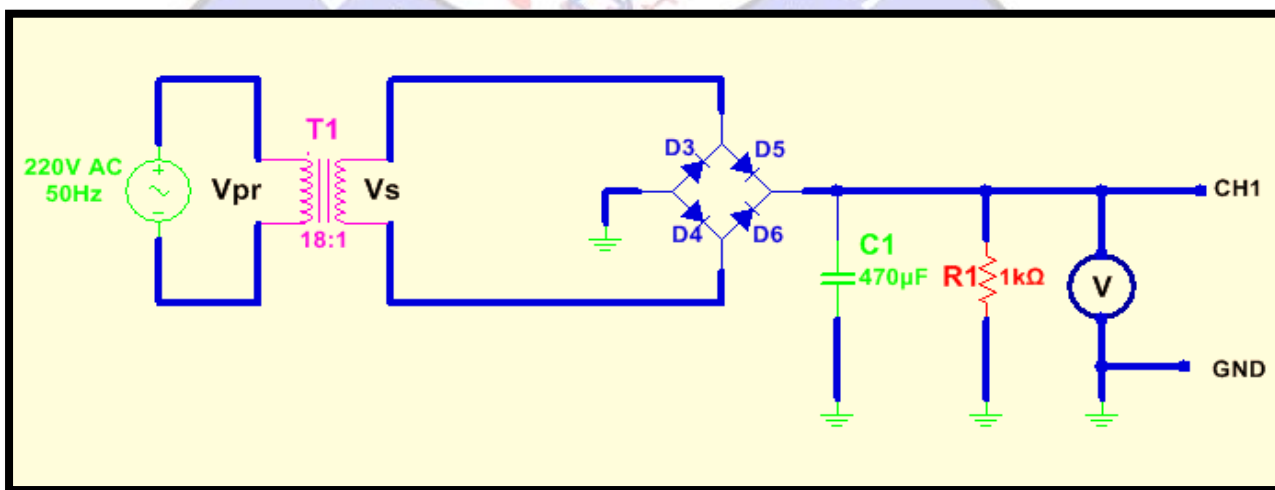 220V AC
50Hz
Vpr
T1
18:1
Vs
D3
D5
D4
D6
C1
470µF
R1
1kΩ
V
CH1
GND